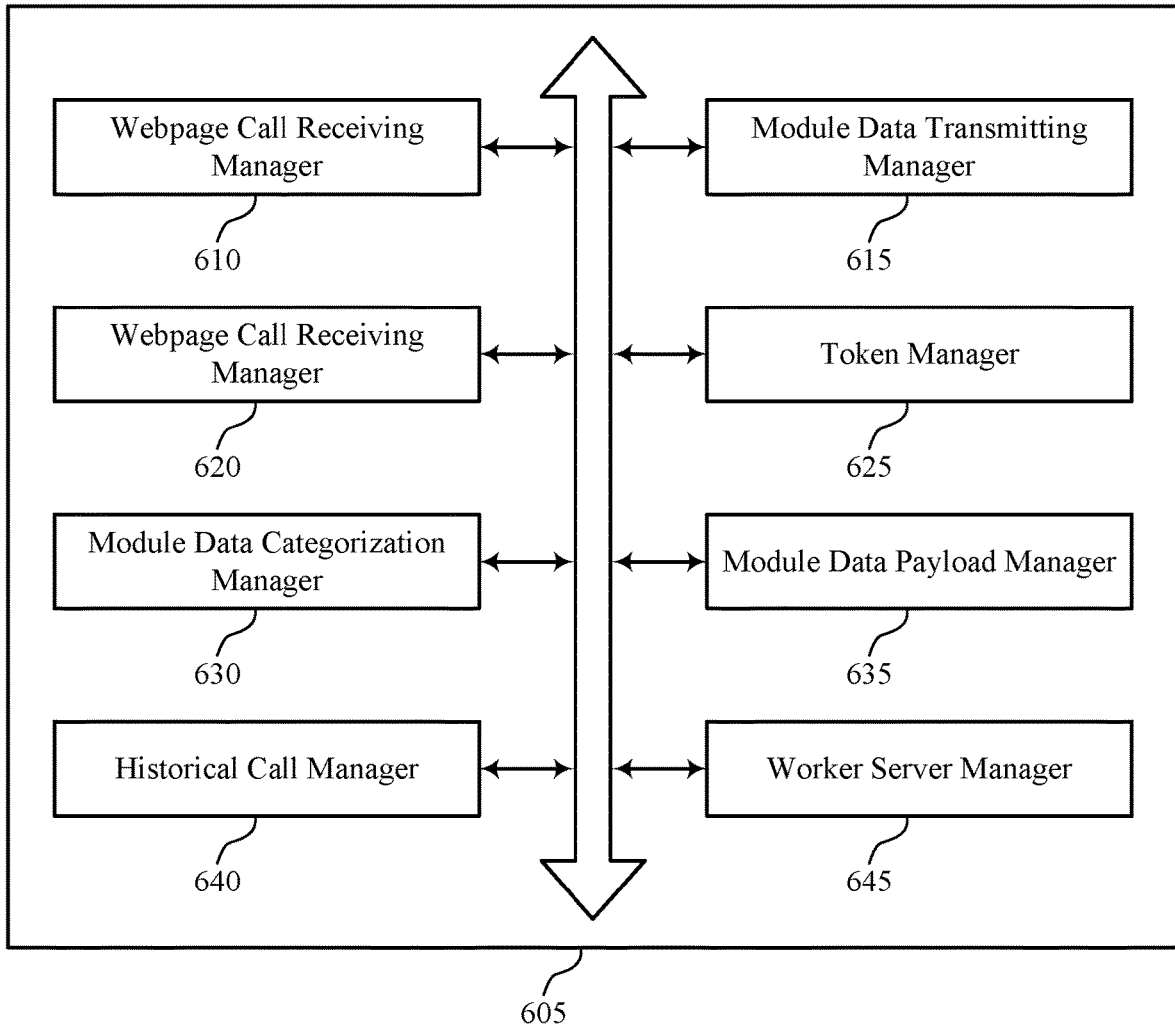 Webpage Call Receiving
Manager
610
Module Data Transmitting
Manager
615
Webpage Call Receiving
Manager
620
Token Manager
625
Module Data Categorization
Manager
630
Module Data Payload Manager
635
Historical Call Manager
640
Worker Server Manager
645
605